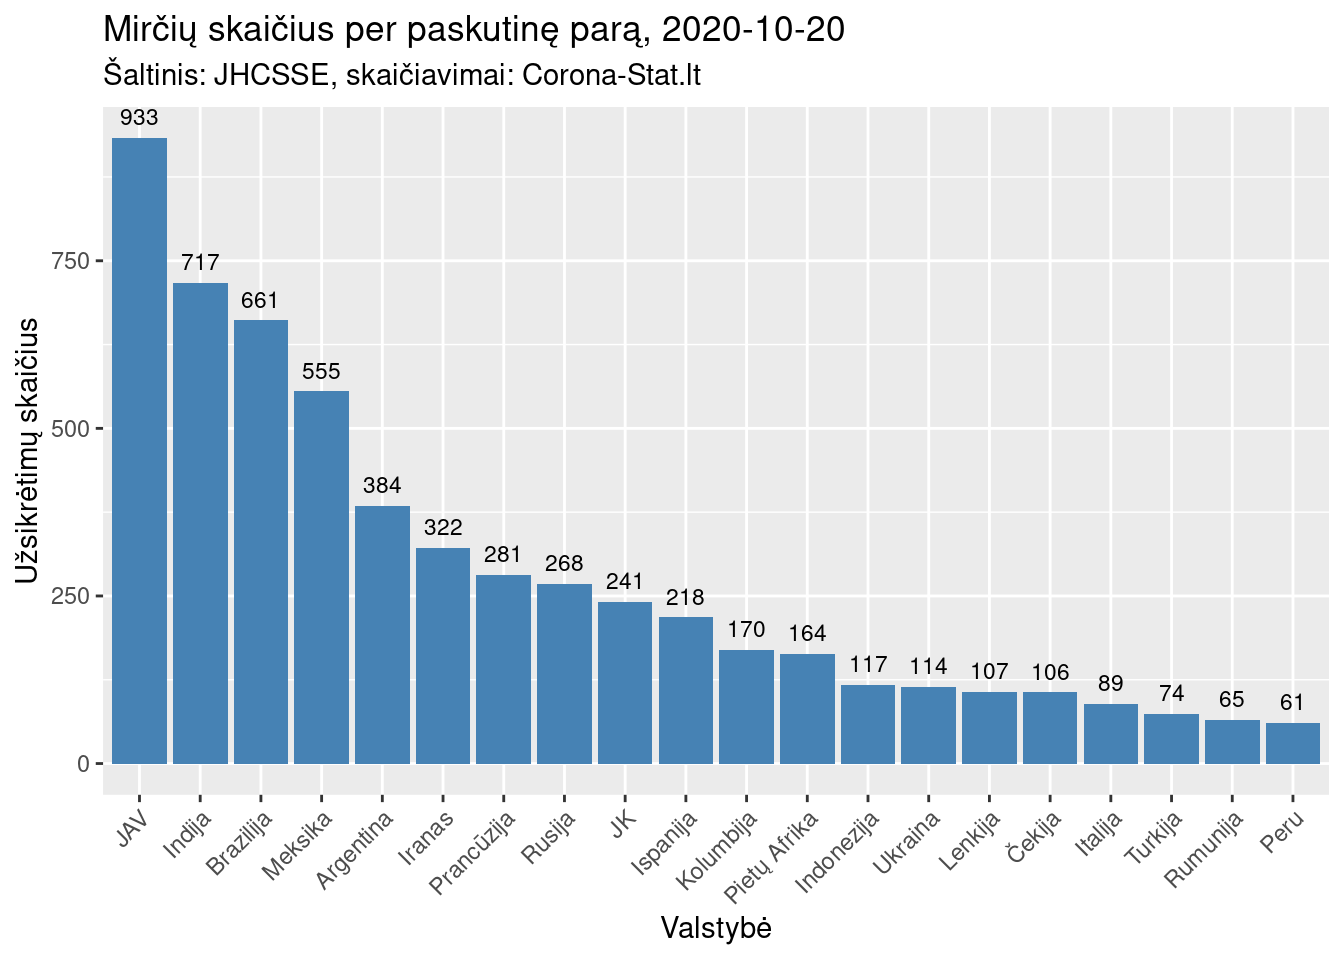 Mirčių skaičius per paskutinę parą, 2020-10-20
Šaltinis: JHCSSE, skaičiavimai: Corona-Stat.lt
Užsikrėtimų skaičius
750
500
250
0
933
717
661
555
384
322
281
268
241
218
170
164
117
114
107
106
89
74
65
61
JAV
Indija
Brazilija
Meksika
Argentina
Iranas
Prancūzija
Rusija
JK
Ispanija
Kolumbija
Pietų Afrika
Indonezija
Ukraina
Lenkija
Čekija
Italija
Turkija
Rumunija
Peru
Valstybė